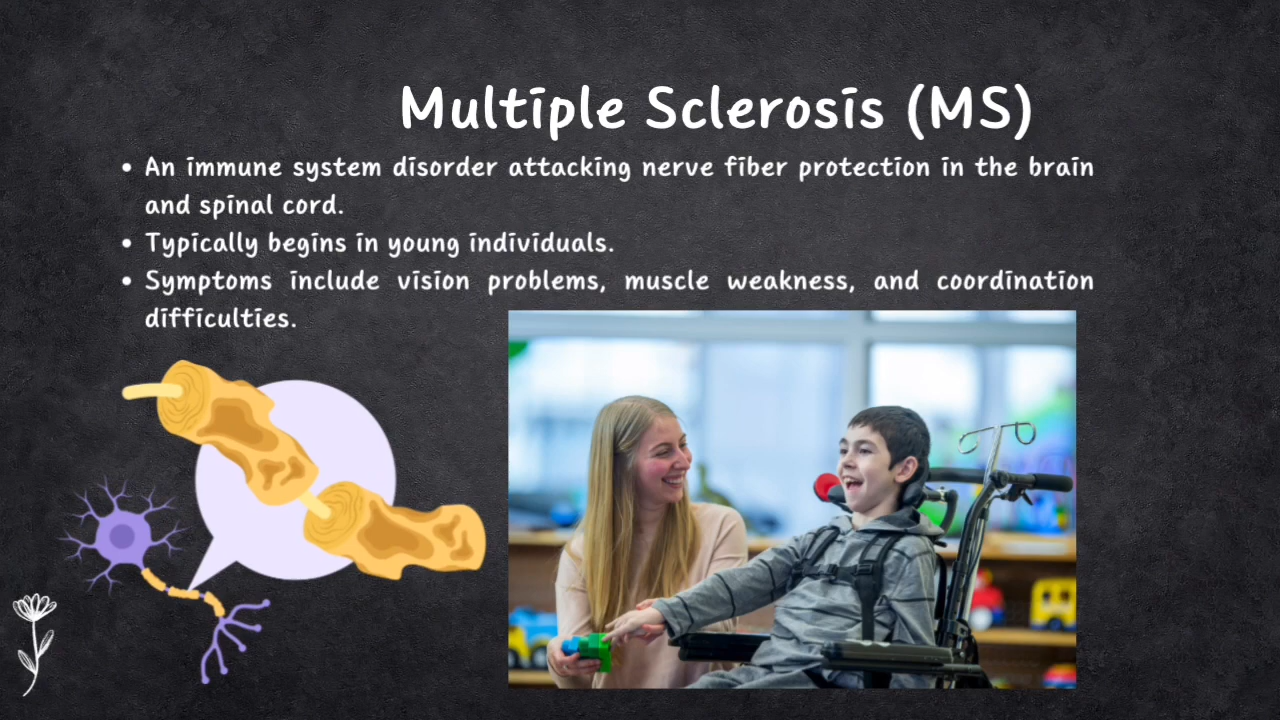 Multiple Sclerosis (MS)
• An immune system disorder attacking nerve fiber protection in the brain
and spinal cord.
• Typically begins in young individuals.
• Symptoms include vision problems, muscle weakness, and coordination
difficulties.